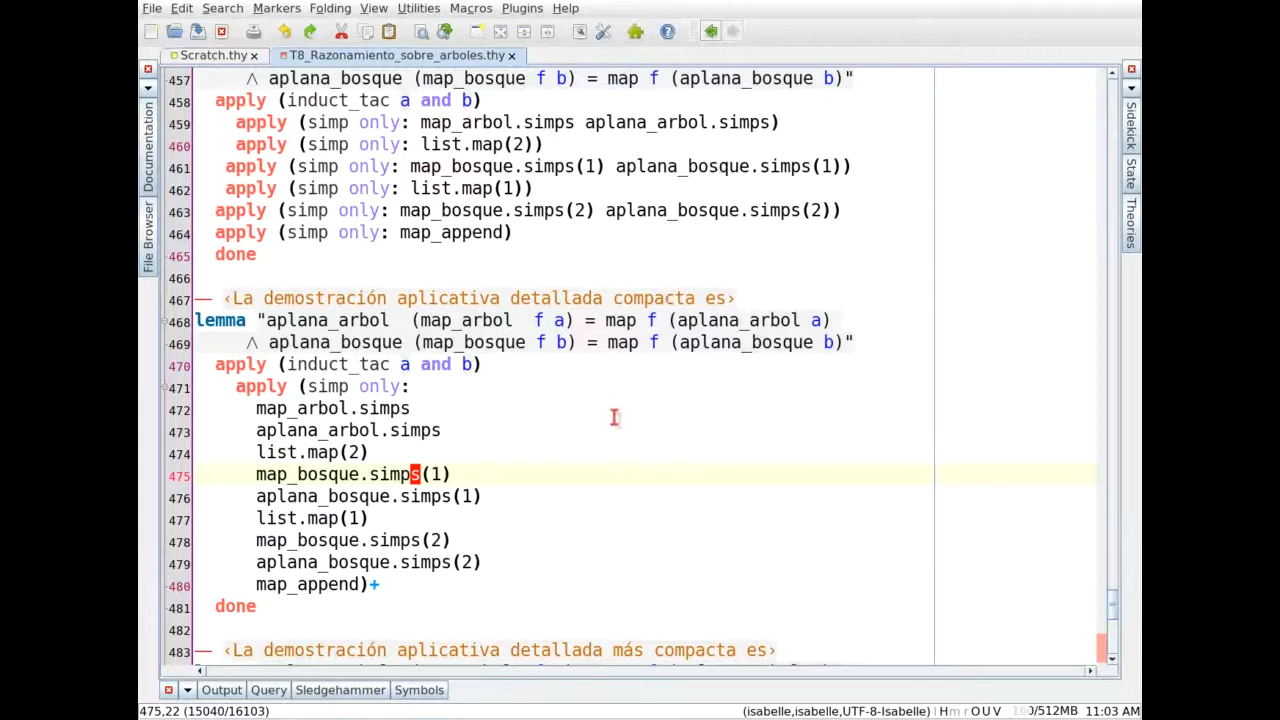 File Edit Search Markers Folding View Utilities Macros Plugins Help
Scratch.thy T8_Razonamiento_sobre_arboles.thy
457 ∧ aplana_bosque (map_bosque f b) = map f (aplana_bosque b)"
458 apply (induct_tac a and b)
459 apply (simp only: map_arbol.simps aplana_arbol.simps)
460 apply (simp only: list.map(2))
461 apply (simp only: map_bosque.simps(1) aplana_bosque.simps(1))
462 apply (simp only: list.map(1))
463 apply (simp only: map_bosque.simps(2) aplana_bosque.simps(2))
464 apply (simp only: map_append)
465 done
466
467 — ‹La demostración aplicativa detallada compacta es›
468 lemma "aplana_arbol (map_arbol f a) = map f (aplana_arbol a)
469 ∧ aplana_bosque (map_bosque f b) = map f (aplana_bosque b)"
470 apply (induct_tac a and b)
471 apply (simp only:
472 map_arbol.simps
473 aplana_arbol.simps
474 list.map(2)
475 map_bosque.simps(1)
476 aplana_bosque.simps(1)
477 list.map(1)
478 map_bosque.simps(2)
479 aplana_bosque.simps(2)
480 map_append)+
481 done
482
483 — ‹La demostración aplicativa detallada más compacta es›
Documentation
File Browser
Sidekick
State
Theories
Output Query Sledgehammer Symbols
475,22 (15040/16103) (isabelle,isabelle,UTF-8-Isabelle) H m r O U V /512MB 11:03 AM